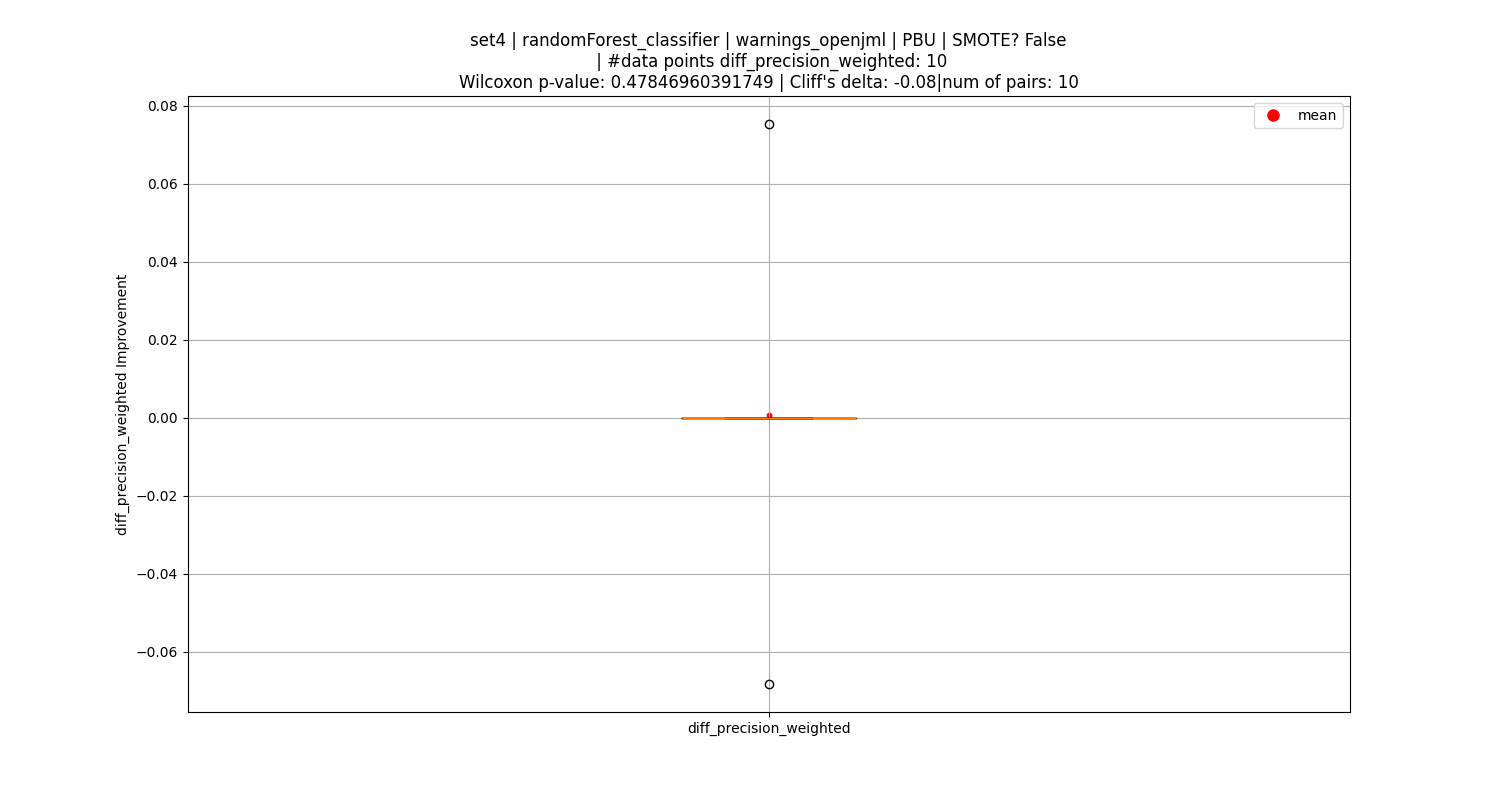 set4 | randomForest_classifier | warnings_openjml | PBU | SMOTE? False
| #data points diff_precision_weighted: 10
Wilcoxon p-value: 0.47846960391749 | Cliff's delta: -0.08|num of pairs: 10
mean
0.08
0.06
0.04
0.02
0.00
−0.02
−0.04
−0.06
diff_precision_weighted Improvement
diff_precision_weighted